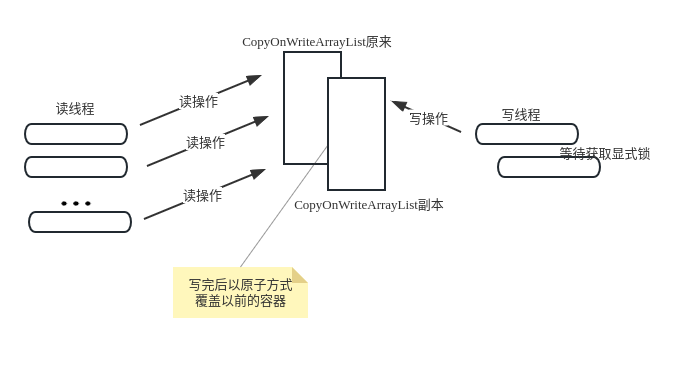 CopyOnWriteArrayList原来
读线程
读操作
读操作
读操作
写操作
写线程
等待获取显式锁
CopyOnWriteArrayList副本
写完后以原子方式
覆盖以前的容器